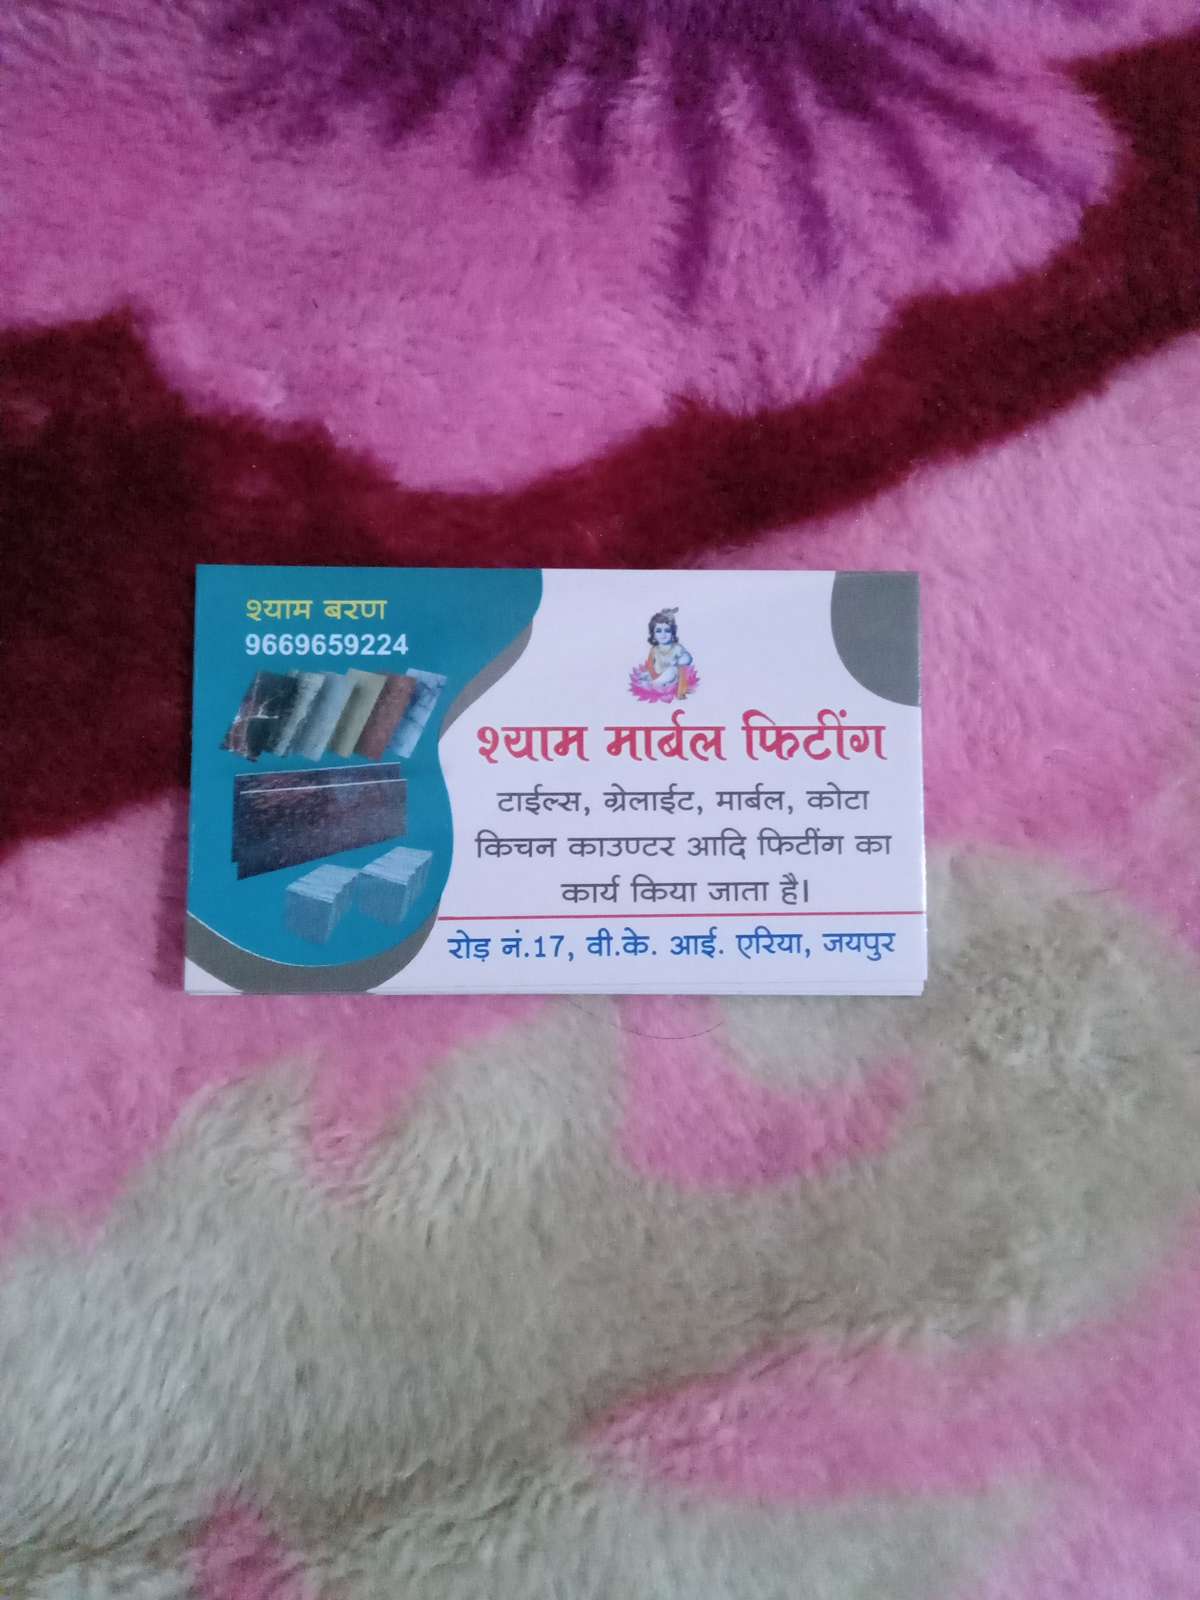 श्याम बरण
9669659224
श्याम मार्बल फिटींग
टाईल्स, ग्रेलाईट, मार्बल, कोटा
किचन काउण्टर आदि फिटींग का
कार्य किया जाता है।
रोड़ नं.17, वी.के. आई. एरिया, जयपुर